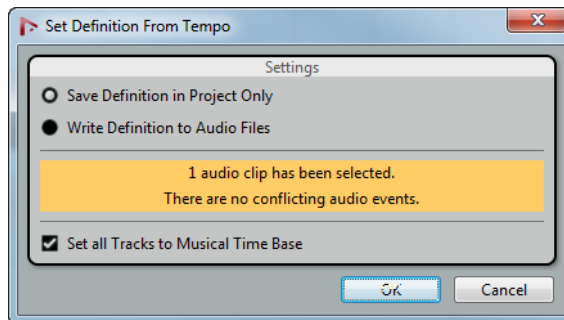 Set Definition From Tempo
Settings
Save Definition in Project Only
Write Definition to Audio Files
1 audio clip has been selected.
There are no conflicting audio events.
Set all Tracks to Musical Time Base
OK
Cancel